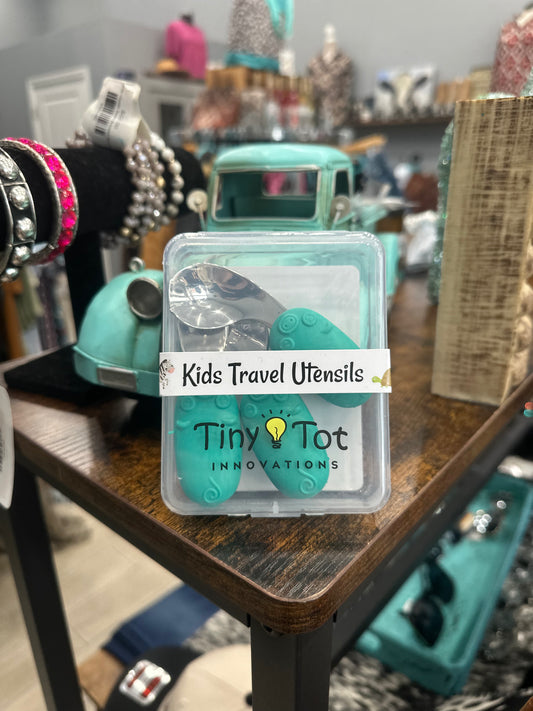 Kids Travel Utensils
Tiny Tot
INNOVATIONS